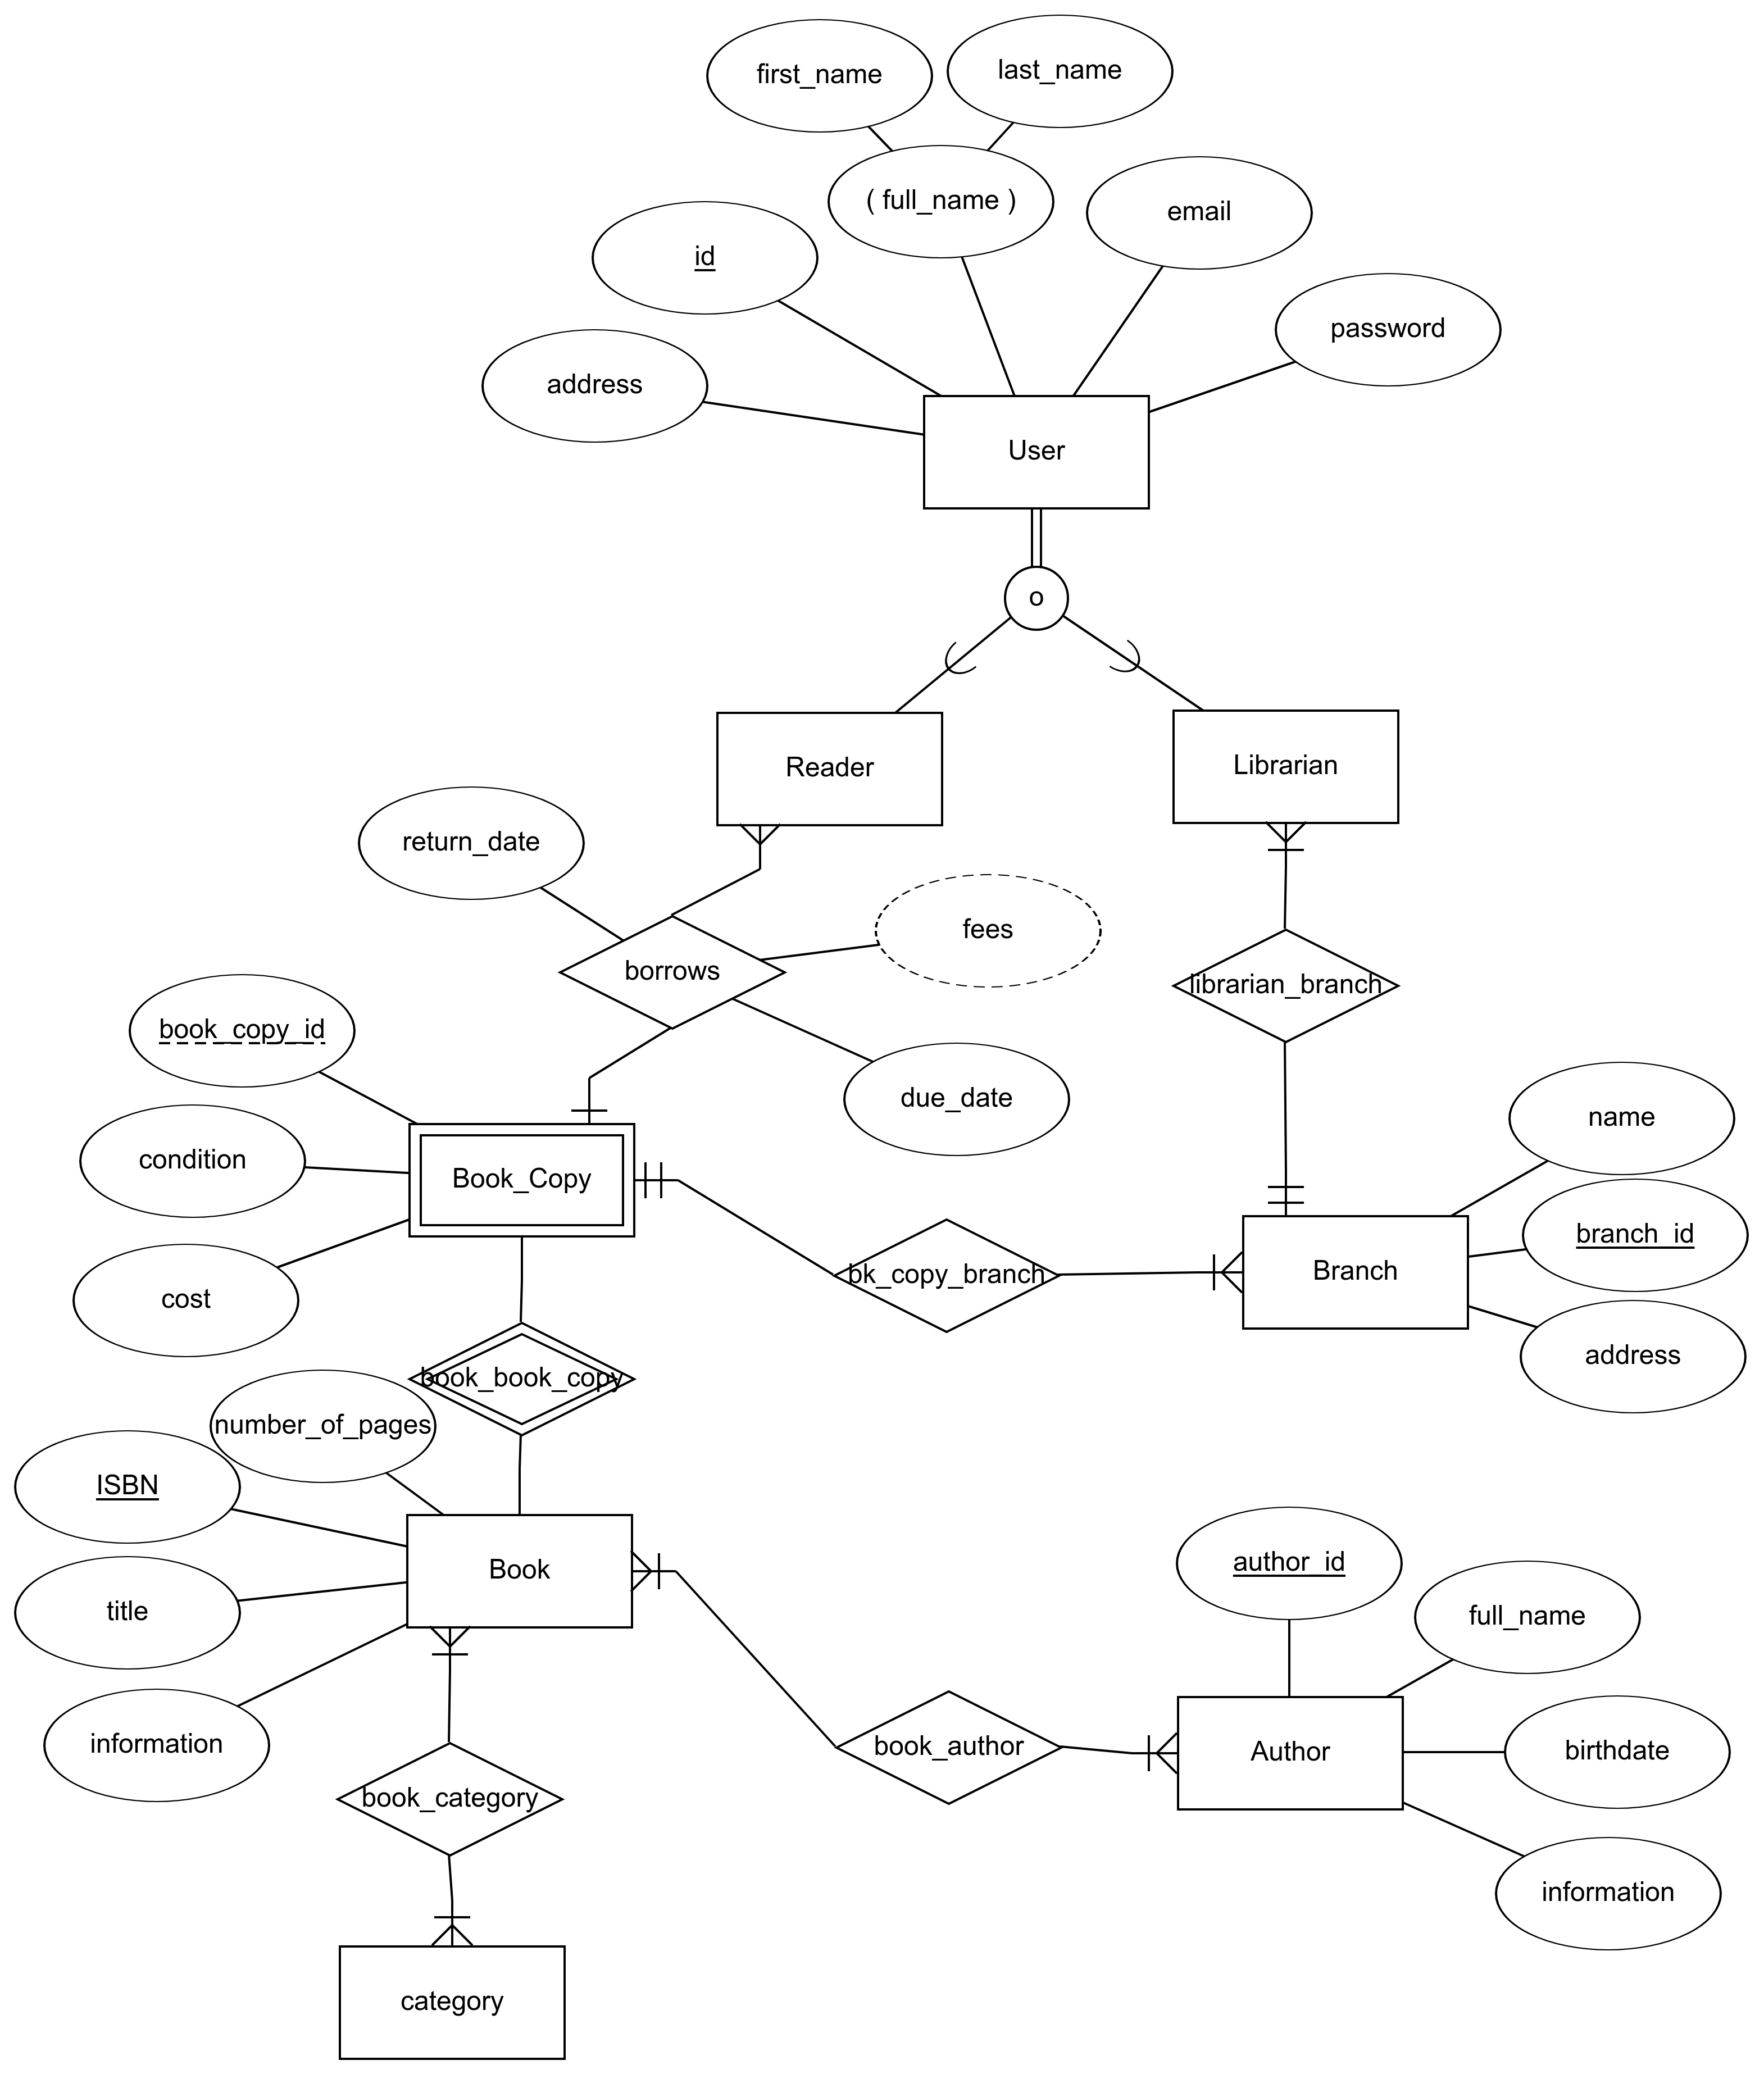 first_name
last_name
( full_name )
email
id
password
address
User
o
Reader
Librarian
return_date
fees
borrows
librarian_branch
book_copy_id
due_date
name
condition
Book_Copy
branch_id
bk_copy_branch
Branch
cost
address
book_book_copy
number_of_pages
ISBN
Book
author_id
title
full_name
information
book_author
Author
birthdate
book_category
information
category